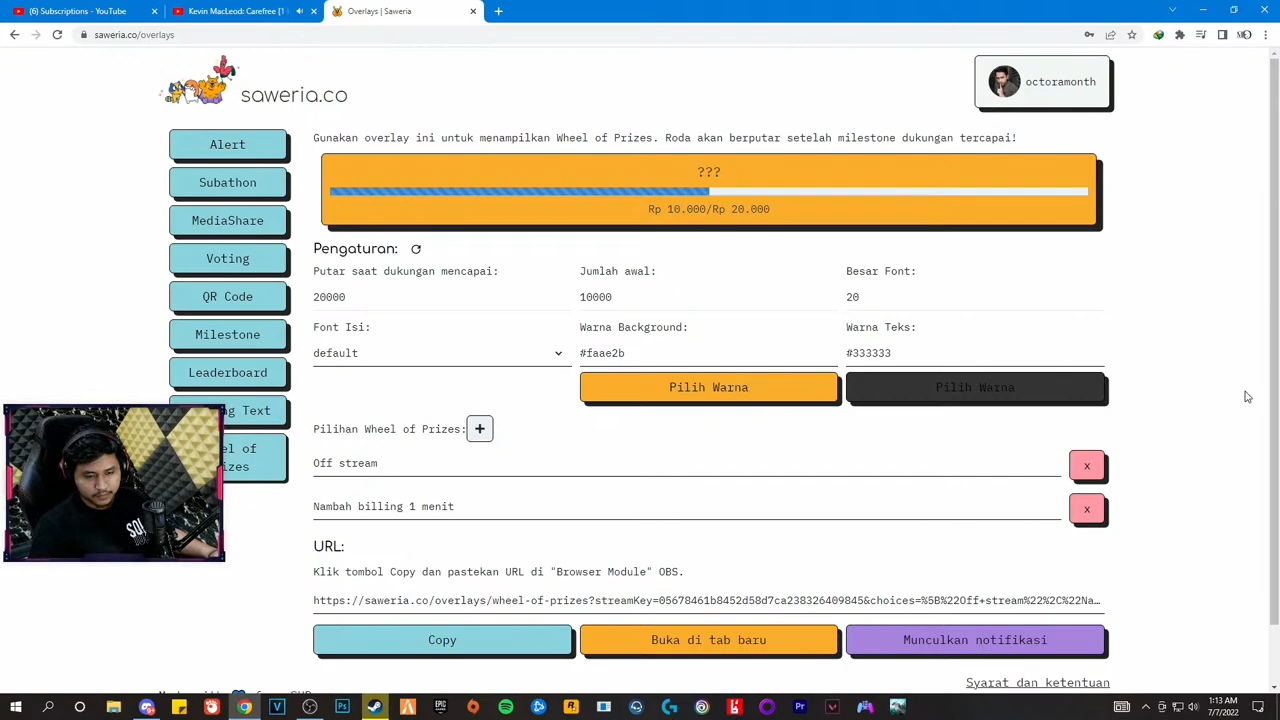 (6) Subscriptions - YouTube
Kevin MacLeod: Carefree [1
Overlays | Saweria
saweria.co/overlays
saweria.co
octoramonth
Alert
Subathon
MediaShare
Voting
QR Code
Milestone
Leaderboard
g Text
el of
izes
Gunakan overlay ini untuk menampilkan Wheel of Prizes. Roda akan berputar setelah milestone dukungan tercapai!
???
Rp 10.000/Rp 20.000
Pengaturan:
Putar saat dukungan mencapai:
Jumlah awal:
Besar Font:
20000
10000
20
Font Isi:
Warna Background:
Warna Teks:
default
#faae2b
#333333
Pilih Warna
Pilih Warna
Pilihan Wheel of Prizes:
+
Off stream
x
Nambah billing 1 menit
x
URL:
Klik tombol Copy dan pastekan URL di "Browser Module" OBS.
https://saweria.co/overlays/wheel-of-prizes?streamKey=05678461b8452d58d7ca238326409845&choices=%5B%22Off+stream%22%2C%22Na…
Copy
Buka di tab baru
Munculkan notifikasi
Syarat dan ketentuan
1:13 AM
7/7/2022